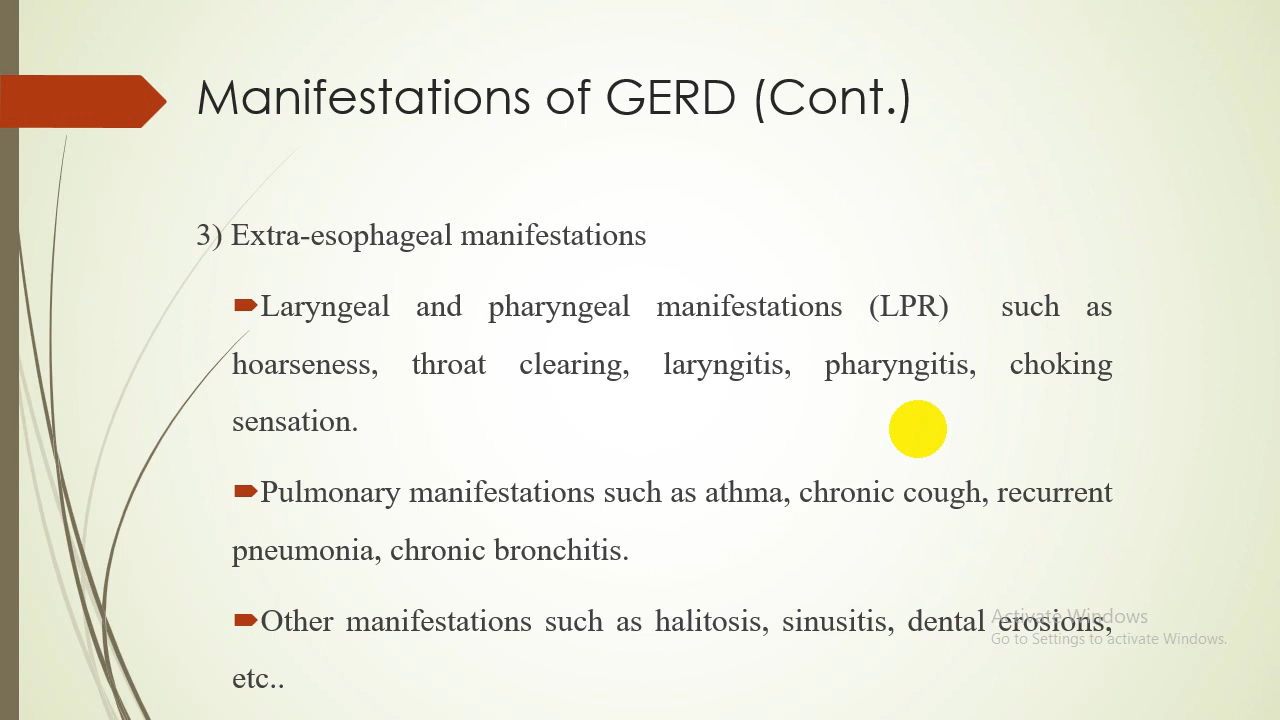 Manifestations of GERD (Cont.)
3) Extra-esophageal manifestations
Laryngeal and pharyngeal manifestations (LPR) such as
hoarseness, throat clearing, laryngitis, pharyngitis, choking
sensation.
Pulmonary manifestations such as athma, chronic cough, recurrent
pneumonia, chronic bronchitis.
Other manifestations such as halitosis, sinusitis, dental erosions,
etc..
Activate Windows
Go to Settings to activate Windows.